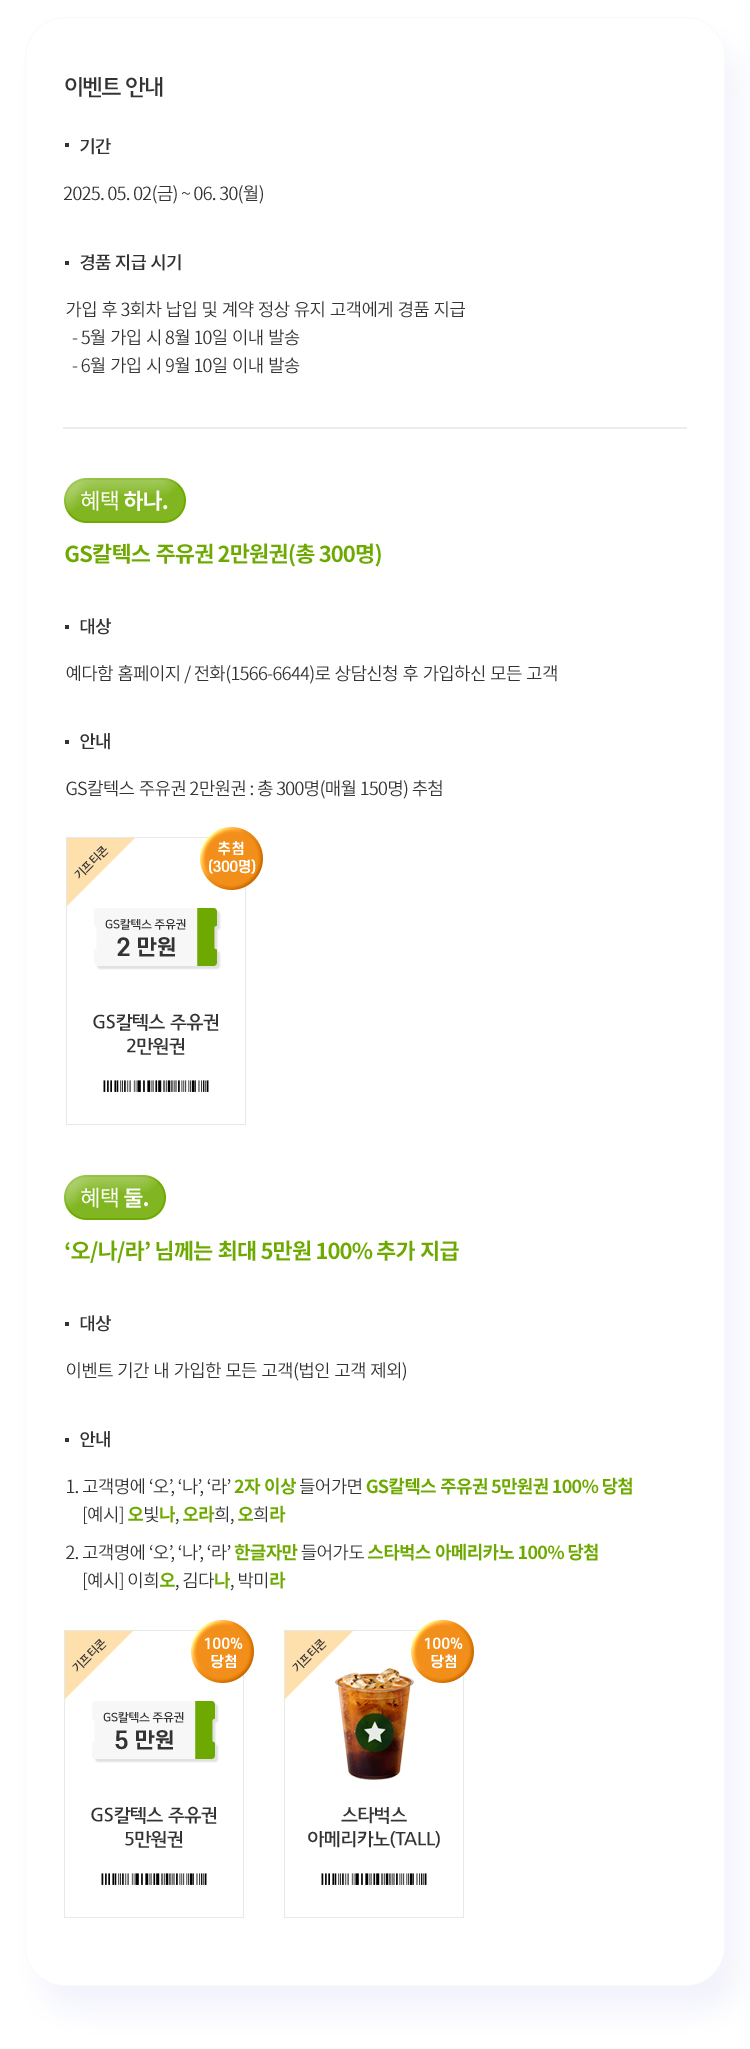 이벤트 안내
기간
2025. 05. 02(금) ~ 06. 30(월)
경품 지급 시기
가입 후 3회차 납입 및 계약 정상 유지 고객에게 경품 지급
- 5월 가입 시 8월 10일 이내 발송
- 6월 가입 시 9월 10일 이내 발송
혜택 하나.
GS칼텍스 주유권 2만원권(총 300명)
대상
예다함 홈페이지 / 전화(1566-6644)로 상담신청 후 가입하신 모든 고객
안내
GS칼텍스 주유권 2만원권 : 총 300명(매월 150명) 추첨
기프티콘
추첨
(300명)
GS칼텍스 주유권
2 만원
GS칼텍스 주유권
2만원권
혜택 둘.
‘오/나/라’ 님께는 최대 5만원 100% 추가 지급
대상
이벤트 기간 내 가입한 모든 고객(법인 고객 제외)
안내
1. 고객명에 ‘오’, ‘나’, ‘라’ 2자 이상 들어가면 GS칼텍스 주유권 5만원권 100% 당첨
[예시] 오빛나, 오라희, 오희라
2. 고객명에 ‘오’, ‘나’, ‘라’ 한글자만 들어가도 스타벅스 아메리카노 100% 당첨
[예시] 이희오, 김다나, 박미라
기프티콘
100%
당첨
GS칼텍스 주유권
5 만원
GS칼텍스 주유권
5만원권
기프티콘
100%
당첨
스타벅스
아메리카노(TALL)